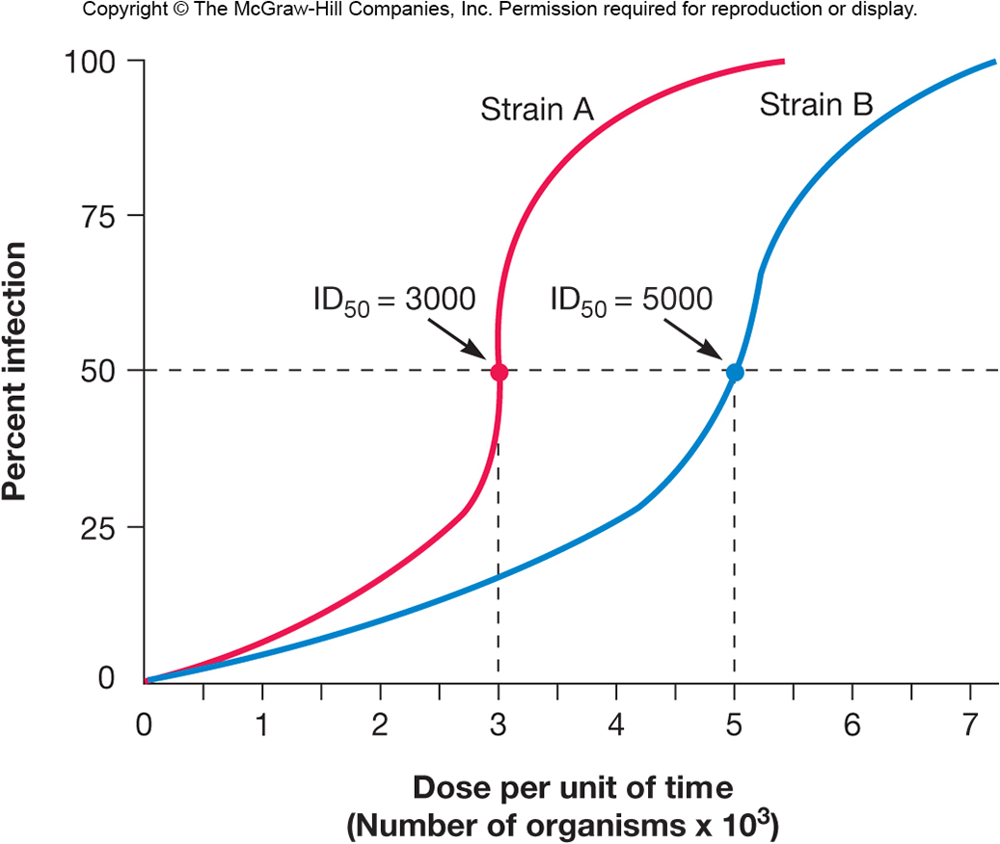 Copyright © The McGraw-Hill Companies, Inc. Permission required for reproduction or display.
100
Strain A
Strain B
75
ID50 = 3000
ID50 = 5000
50
Percent infection
25
0
0 1 2 3 4 5 6 7
Dose per unit of time
(Number of organisms x 10³)